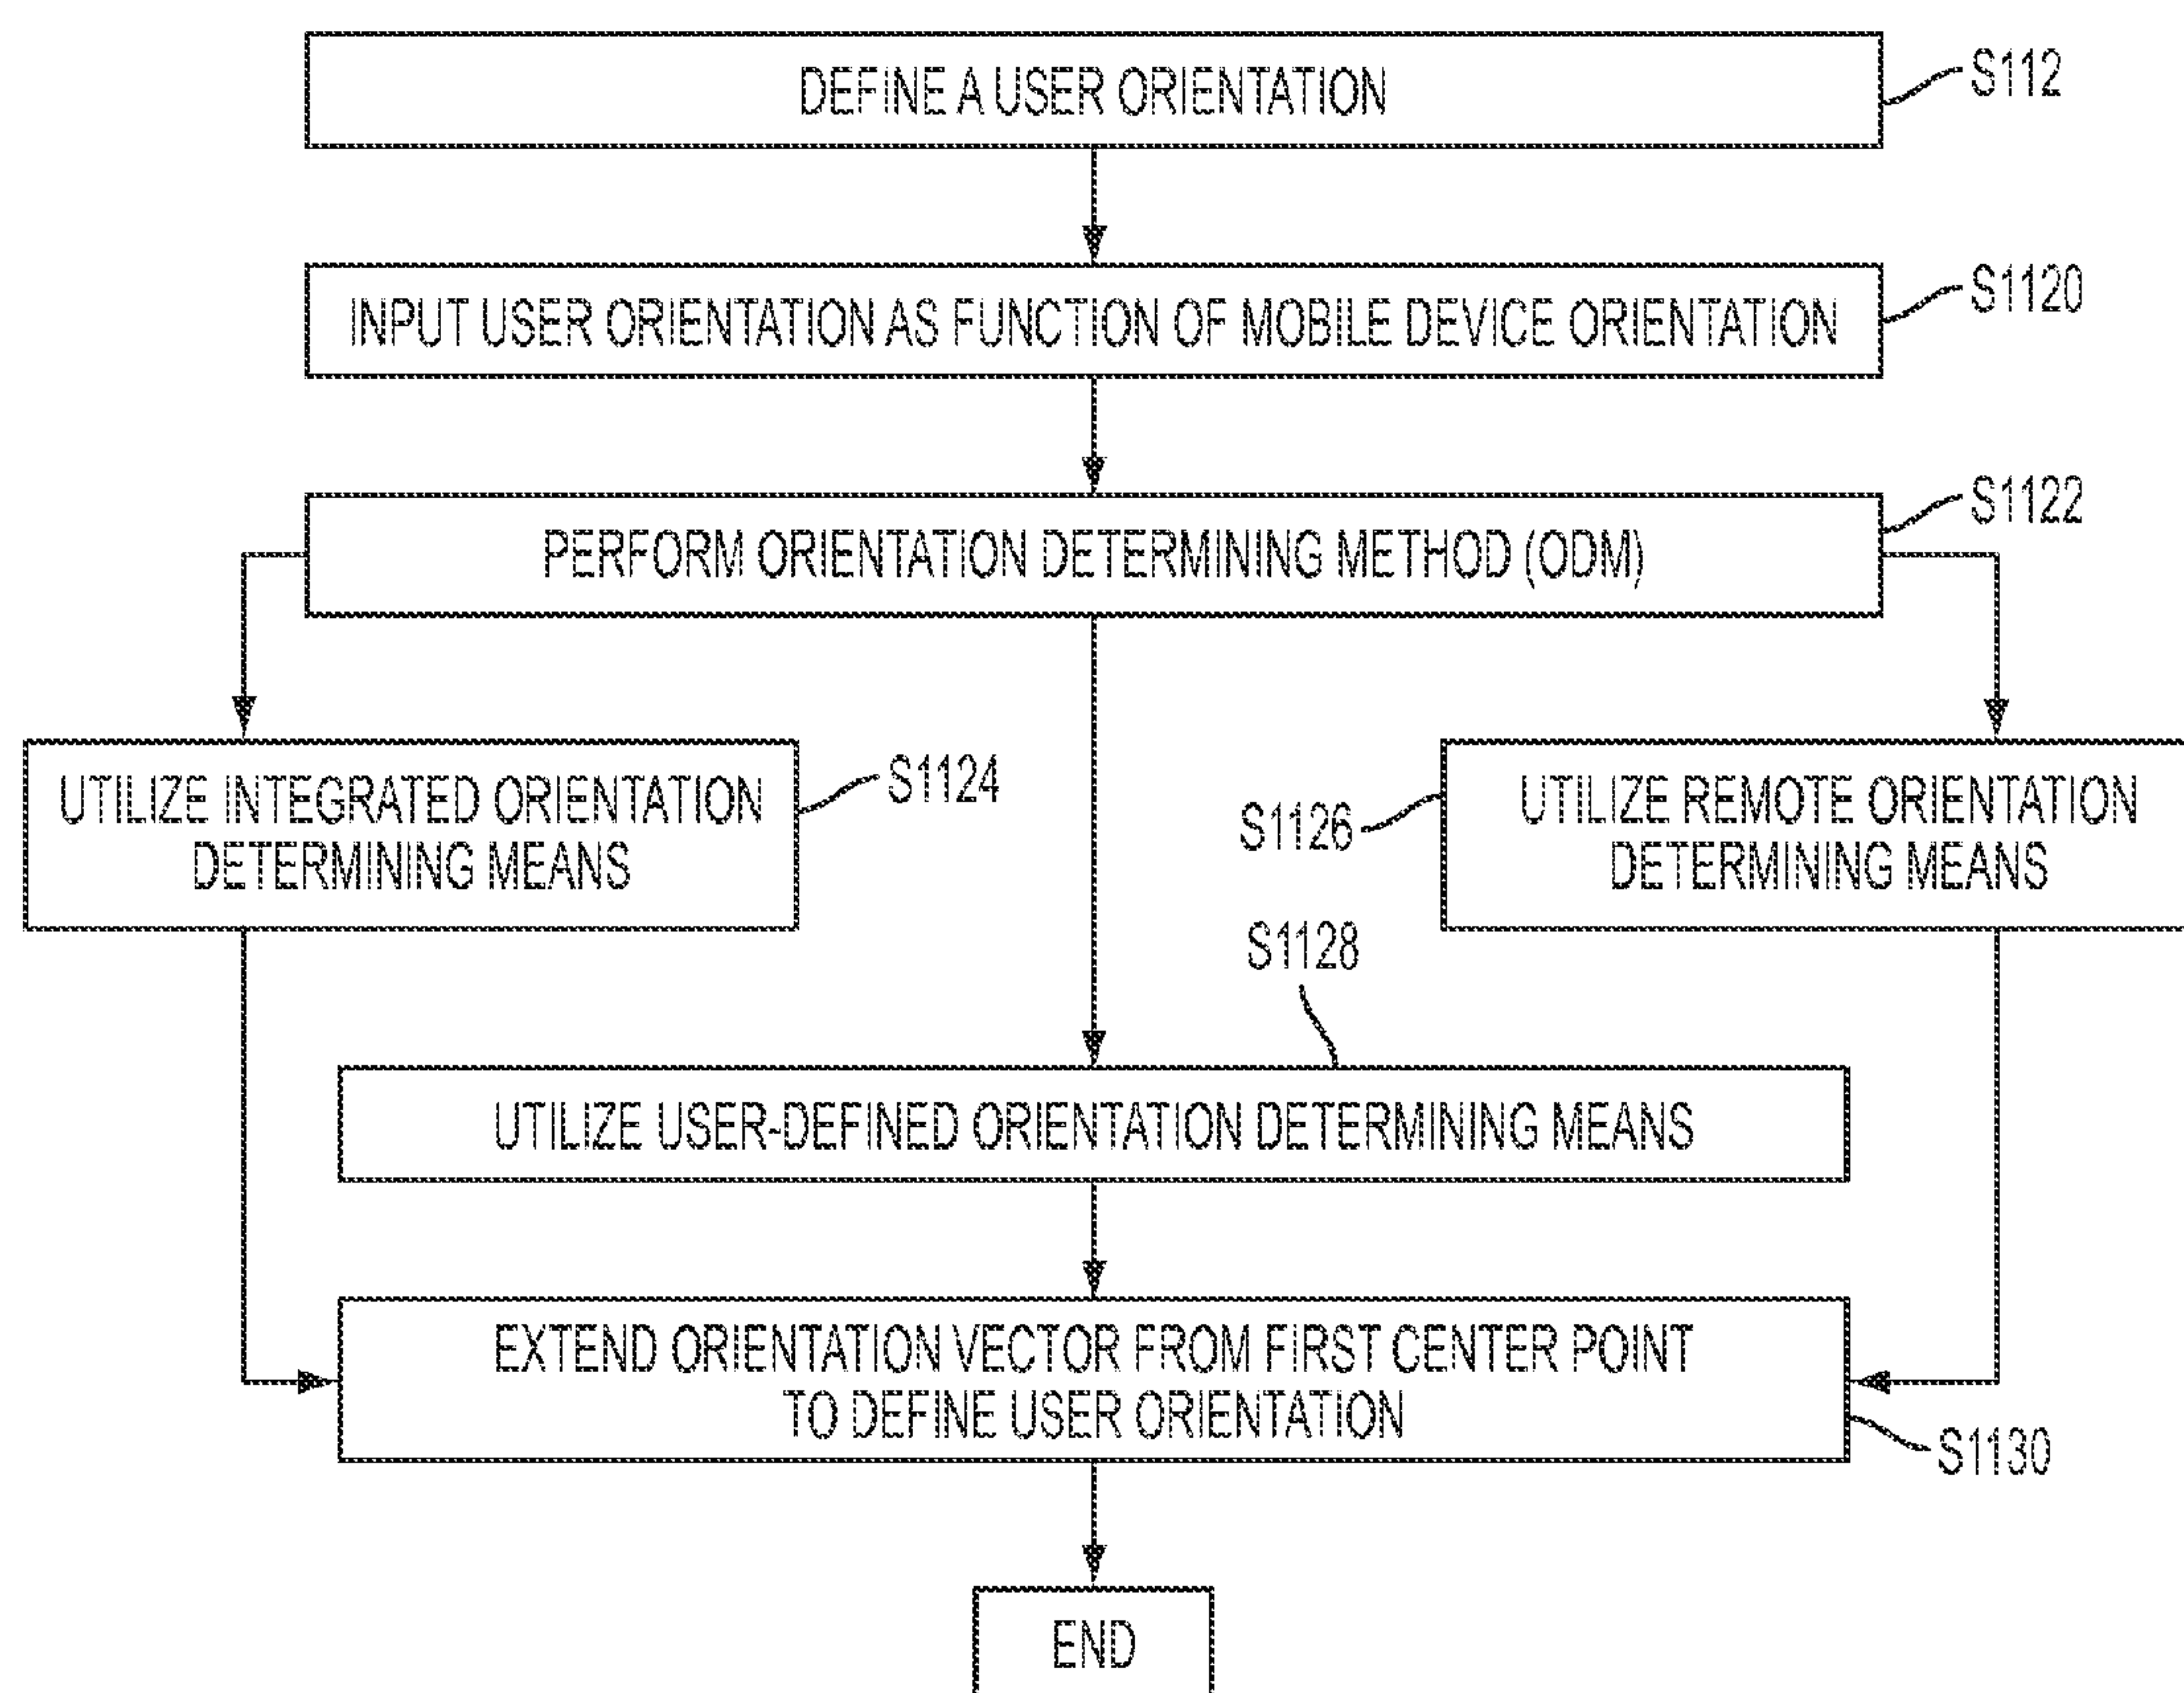 DEFINE A USER ORIENTATION
S112
INPUT USER ORIENTATION AS FUNCTION OF MOBILE DEVICE ORIENTATION
S1120
PERFORM ORIENTATION DETERMINING METHOD (ODM)
S1122
UTILIZE INTEGRATED ORIENTATION
DETERMINING MEANS
S1124
S1126
UTILIZE REMOTE ORIENTATION
DETERMINING MEANS
S1128
UTILIZE USER-DEFINED ORIENTATION DETERMINING MEANS
EXTEND ORIENTATION VECTOR FROM FIRST CENTER POINT
TO DEFINE USER ORIENTATION
S1130
END